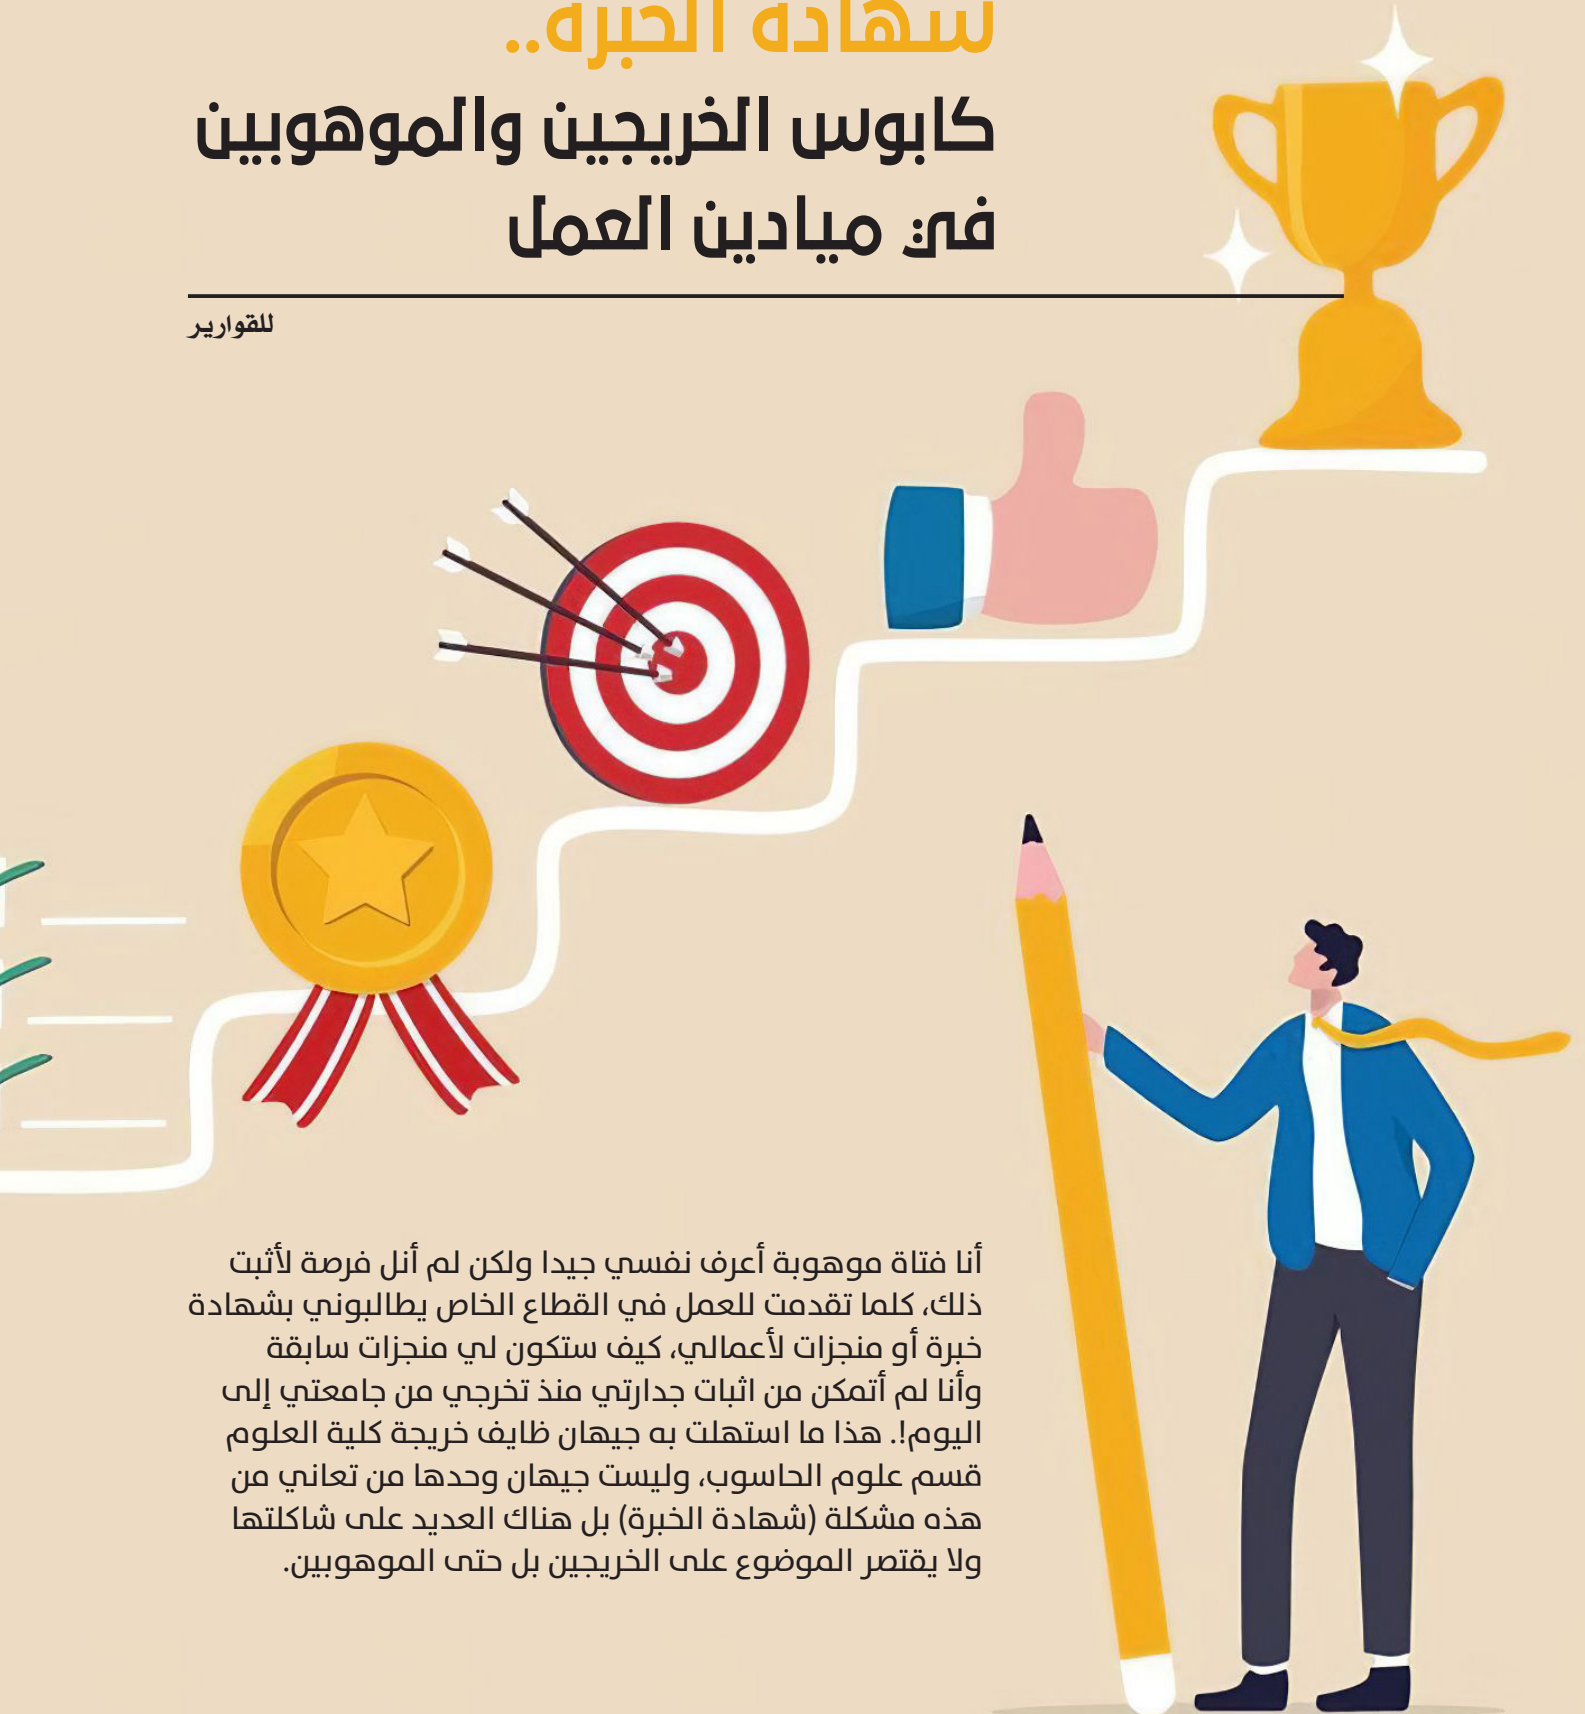 شهادة الخبرة..
كابوس الخريجين والموهوبين
في ميادين العمل
للقوارير
أنا فتاة موهوبة أعرف نفسي جيدا ولكن لم أنل فرصة لأثبت
ذلك، كلما تقدمت للعمل في القطاع الخاص يطالبوني بشهادة
خبرة أو منجزات لأعمالي، كيف ستكون لي منجزات سابقة
وأنا لم أتمكن من اثبات جدارتي منذ تخرجي من جامعتي إلى
اليوم!. هذا ما استهلت به جيهان ظايف خريجة كلية العلوم
قسم علوم الحاسوب، وليست جيهان وحدها من تعاني من
هذه مشكلة (شهادة الخبرة) بل هناك العديد على شاكلتها
ولا يقتصر الموضوع على الخريجين بل حتى الموهوبين.